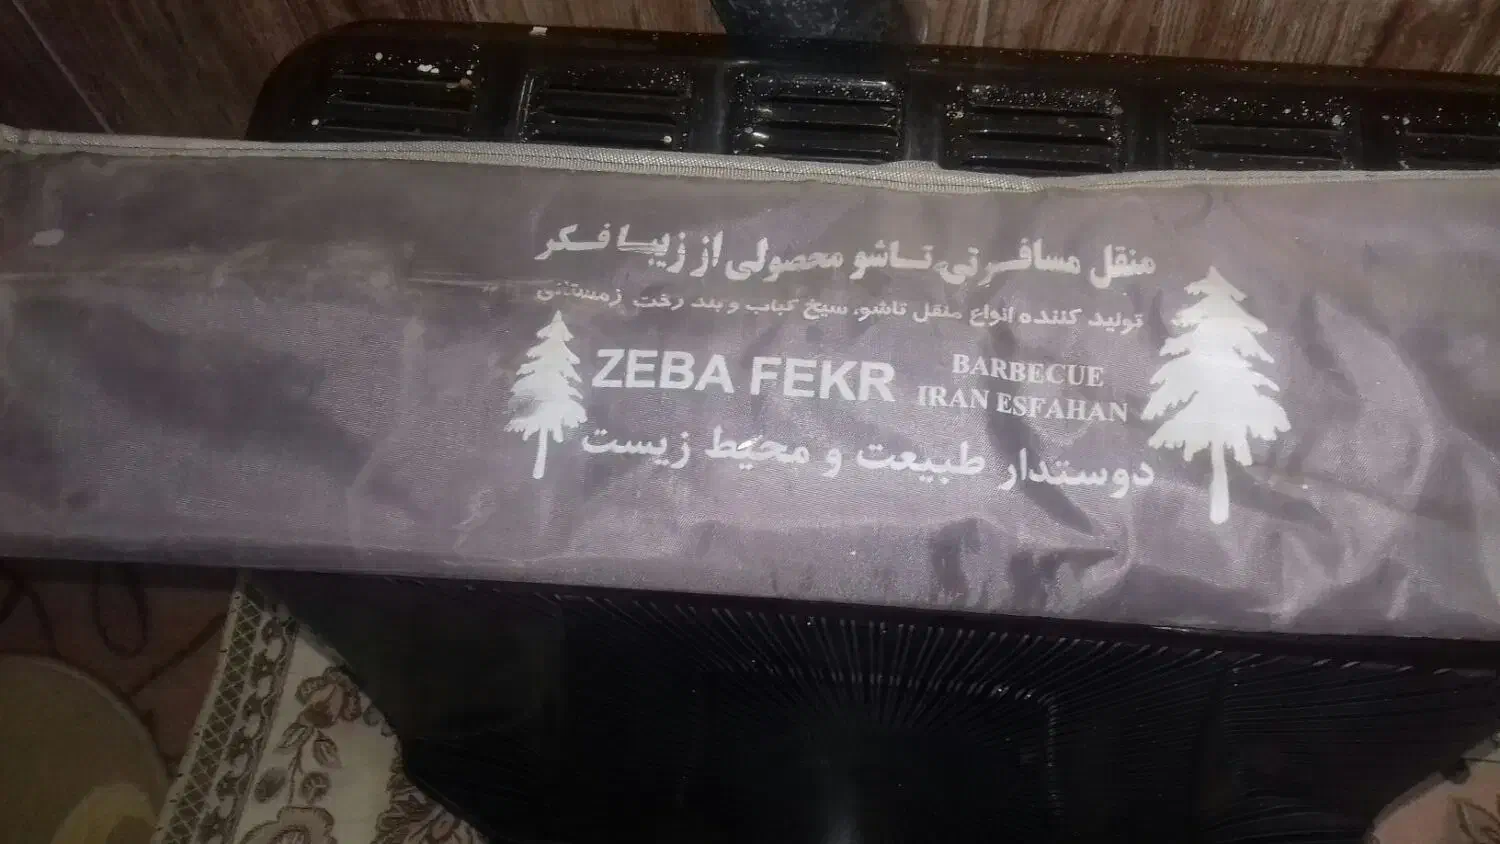 منقل مسافرتی تاشو محصولی از زیبا فکر
تولید کننده انواع منقل تاشو، سیخ کباب و بند رخت زمستانی
ZEBA FEKR
BARBECUE
IRAN ESFAHAN
دوستدار طبیعت و محیط زیست